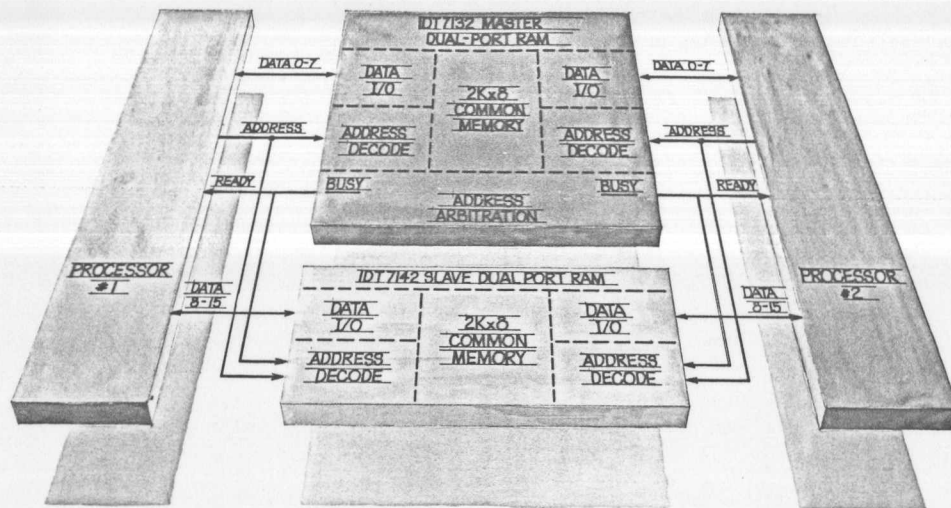 IDT7132 MASTER
DUAL-PORT RAM
DATA 0-7
DATA
I/O
2Kx8
COMMON
MEMORY
DATA
I/O
DATA 0-7
ADDRESS
ADDRESS
DECODE
ADDRESS
DECODE
ADDRESS
READY
BUSY
ADDRESS
ARBITRATION
BUSY
READY
PROCESSOR
#1
DATA
8-15
IDT7142 SLAVE DUAL PORT RAM
DATA
I/O
2Kx8
COMMON
MEMORY
DATA
I/O
DATA
8-15
PROCESSOR
#2
ADDRESS
DECODE
ADDRESS
DECODE